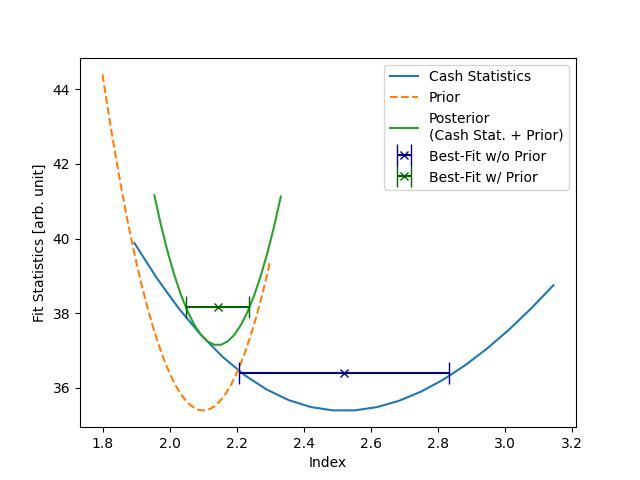 Fit Statistics [arb. unit]
44
42
40
38
36
1.8 2.0 2.2 2.4 2.6 2.8 3.0 3.2
Index
Cash Statistics
Prior
Posterior
(Cash Stat. + Prior)
Best-Fit w/o Prior
Best-Fit w/ Prior